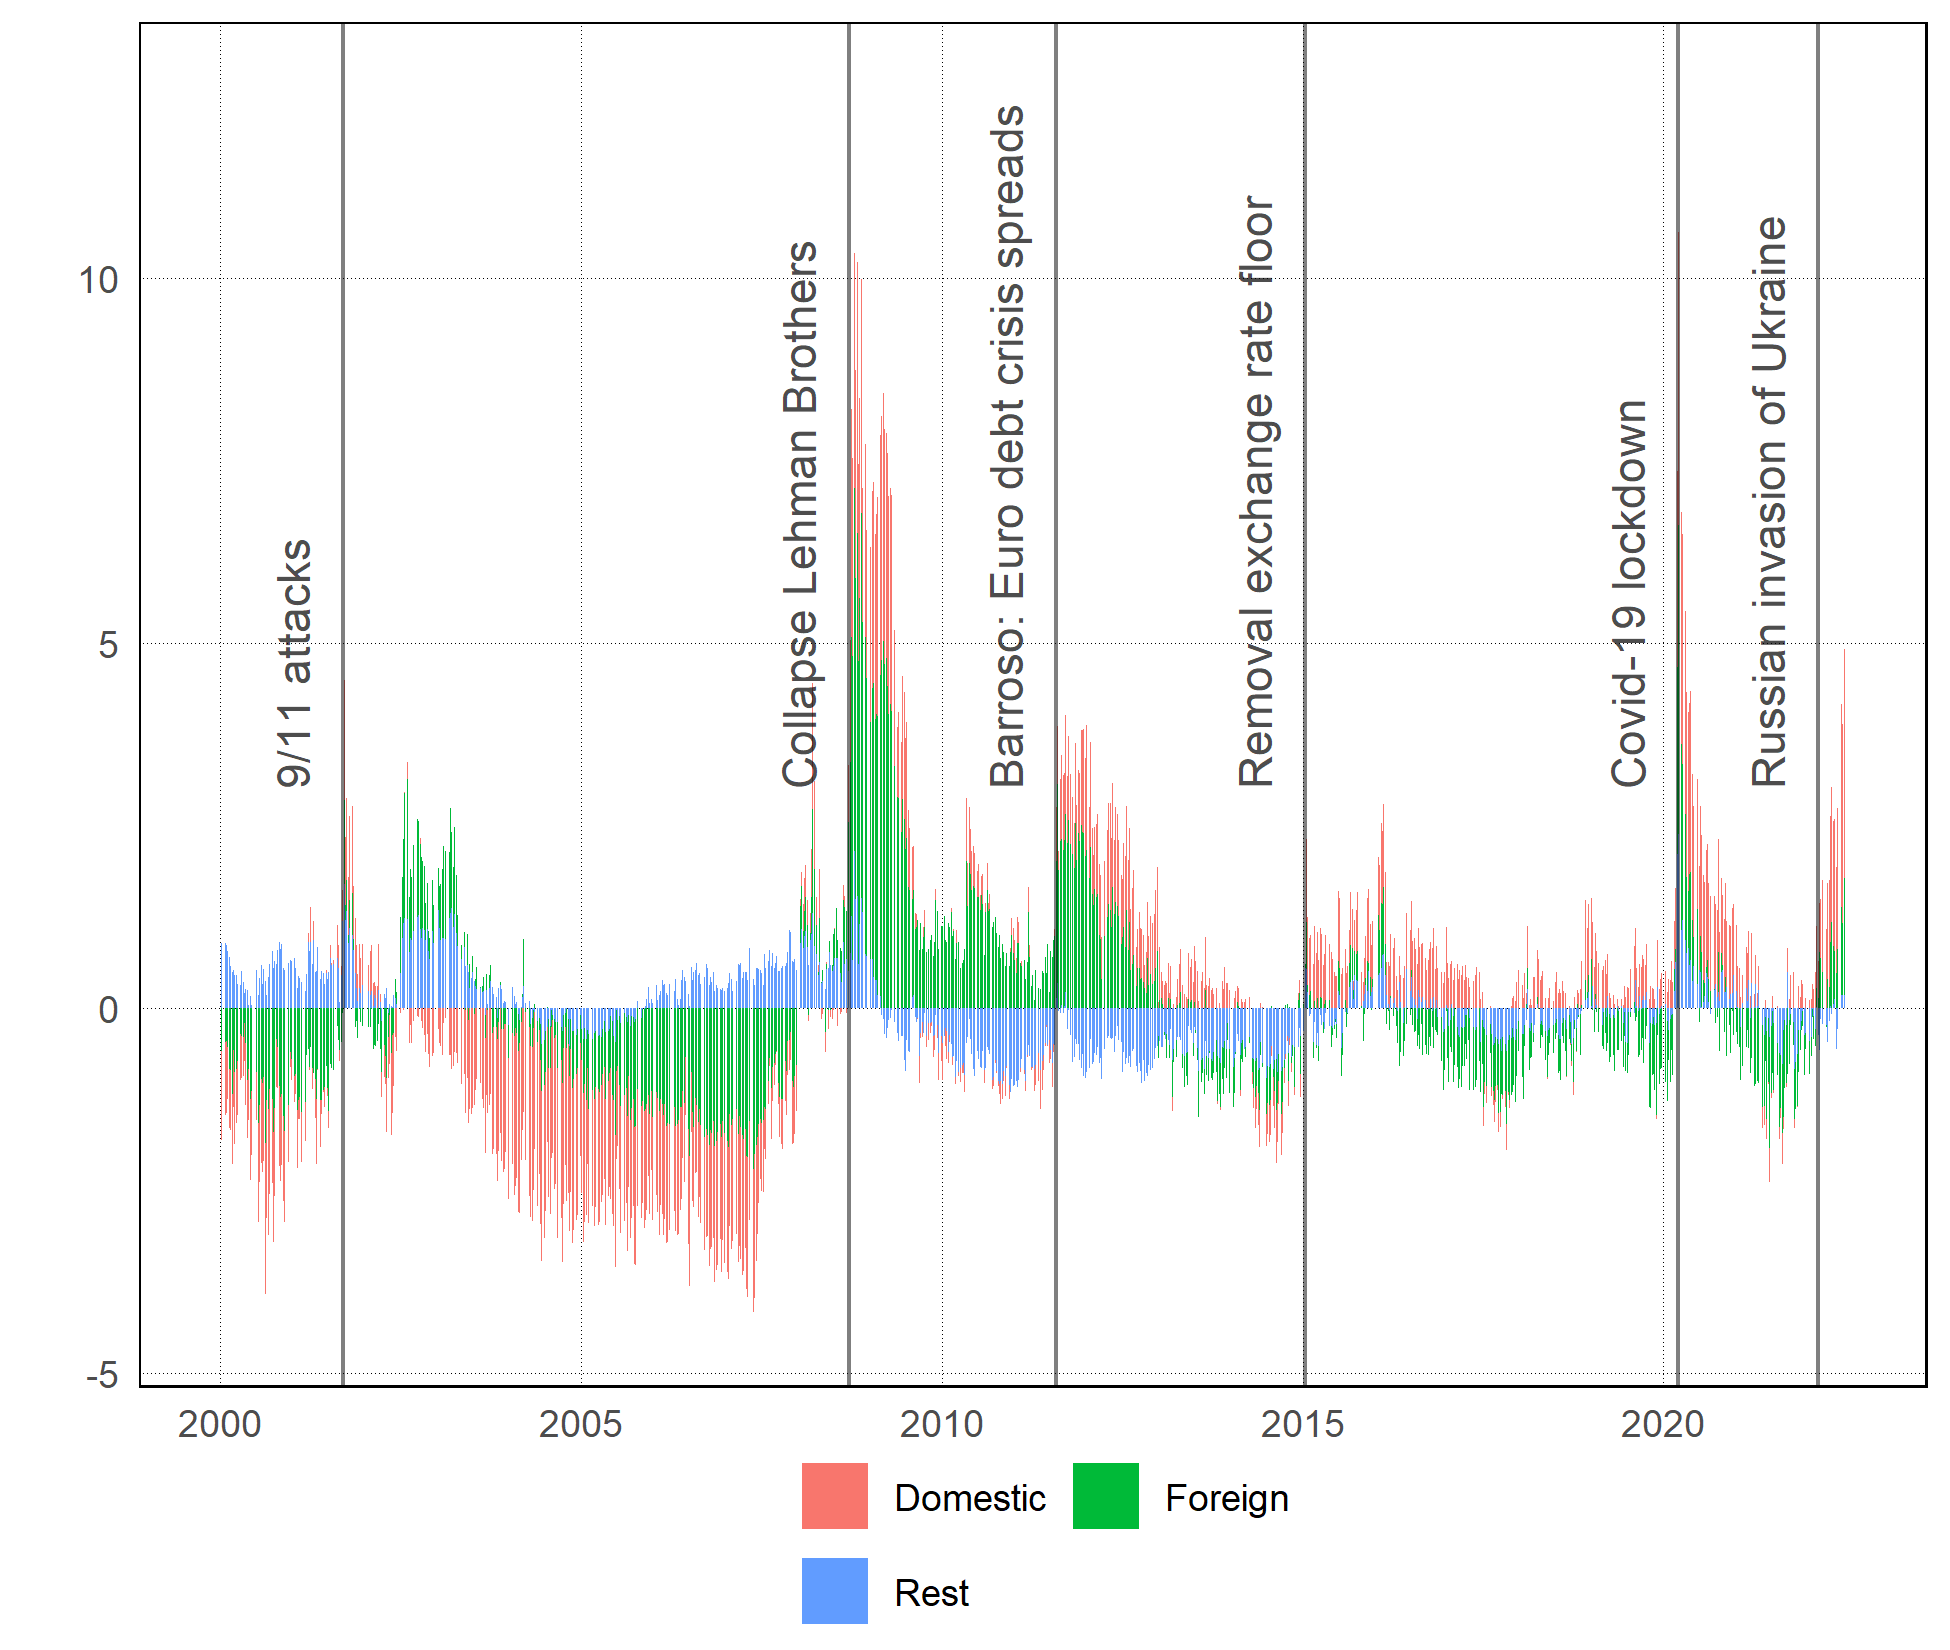 10
5
0
-5
9/11 attacks
Collapse Lehman Brothers
Barroso: Euro debt crisis spreads
Removal exchange rate floor
Covid-19 lockdown
Russian invasion of Ukraine
2000
2005
2010
2015
2020
Domestic
Foreign
Rest